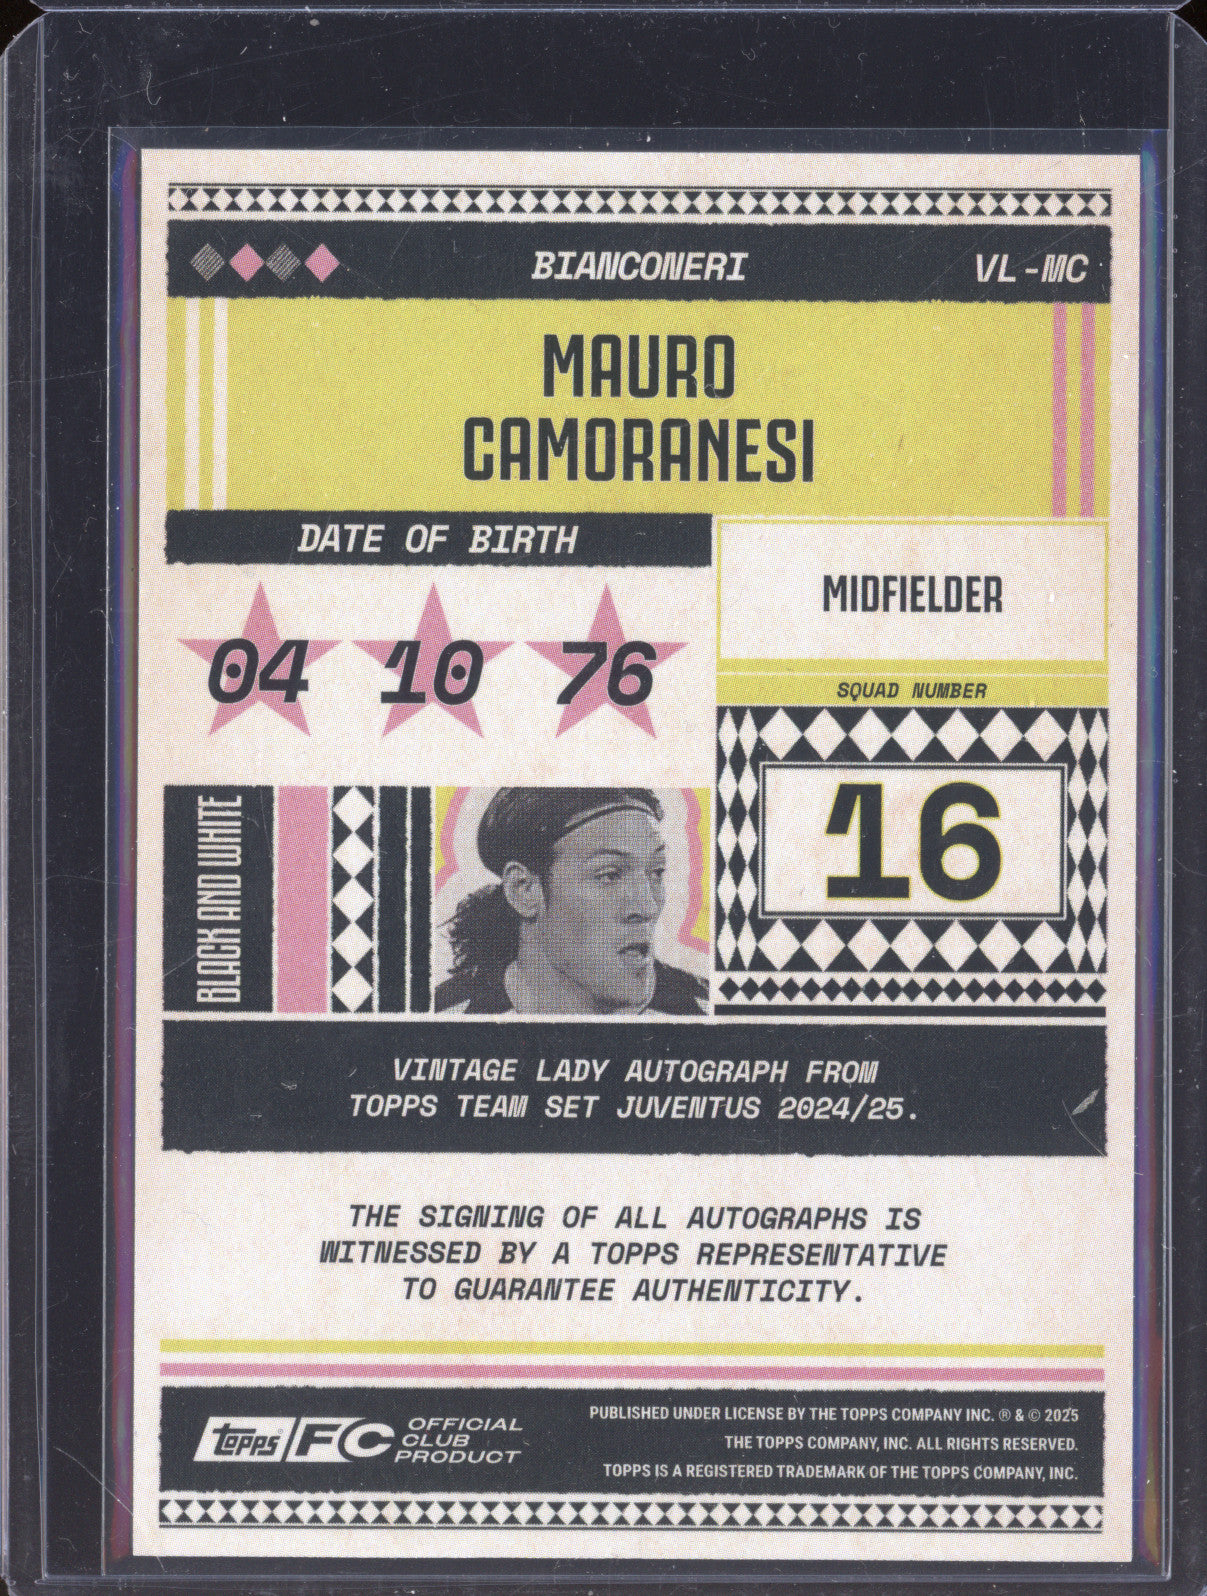 BIANCONERI
VL-MC
MAURO
CAMORANESI
DATE OF BIRTH
04 10 76
MIDFIELDER
SQUAD NUMBER
16
BLACK AND WHITE
VINTAGE LADY AUTOGRAPH FROM
TOPPS TEAM SET JUVENTUS 2024/25.
THE SIGNING OF ALL AUTOGRAPHS IS
WITNESSED BY A TOPPS REPRESENTATIVE
TO GUARANTEE AUTHENTICITY.
topps FC
OFFICIAL
CLUB
PRODUCT
PUBLISHED UNDER LICENSE BY THE TOPPS COMPANY INC. ® & © 2025
THE TOPPS COMPANY, INC. ALL RIGHTS RESERVED.
TOPPS IS A REGISTERED TRADEMARK OF THE TOPPS COMPANY, INC.